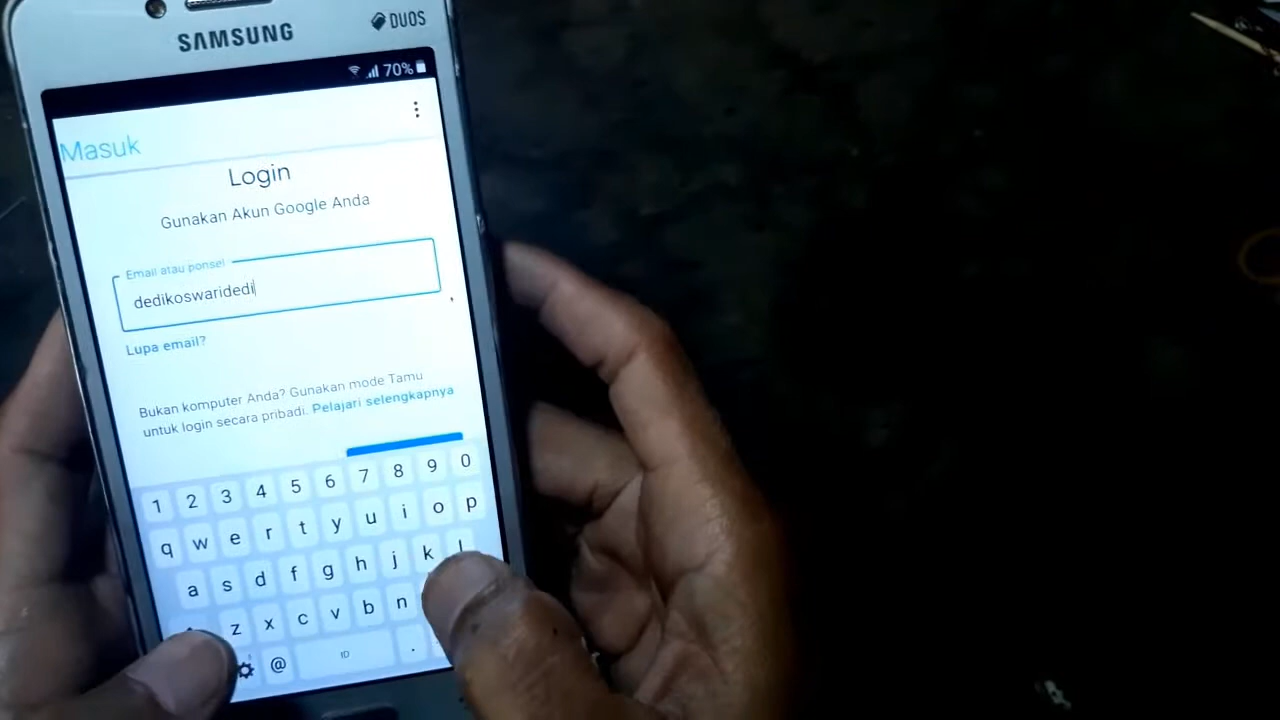 SAMSUNG
DUOS
70%
Masuk
Login
Gunakan Akun Google Anda
Email atau ponsel
dedikoswaridedi
Lupa email?
Bukan komputer Anda? Gunakan mode Tamu
untuk login secara pribadi. Pelajari selengkapnya
1 2 3 4 5 6 7 8 9 0
q w e r t y u i o p
a s d f g h j k l
z x c v b n
@ ID .